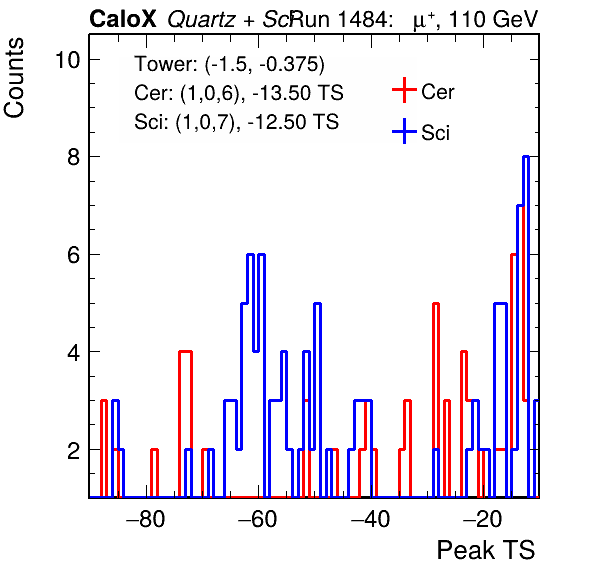 CaloX Quartz + Sci Run 1484: μ⁺, 110 GeV
Counts
Tower: (-1.5, -0.375)
Cer: (1,0,6), -13.50 TS
Sci: (1,0,7), -12.50 TS
Cer
Sci
10
8
6
4
2
−80 −60 −40 −20
Peak TS